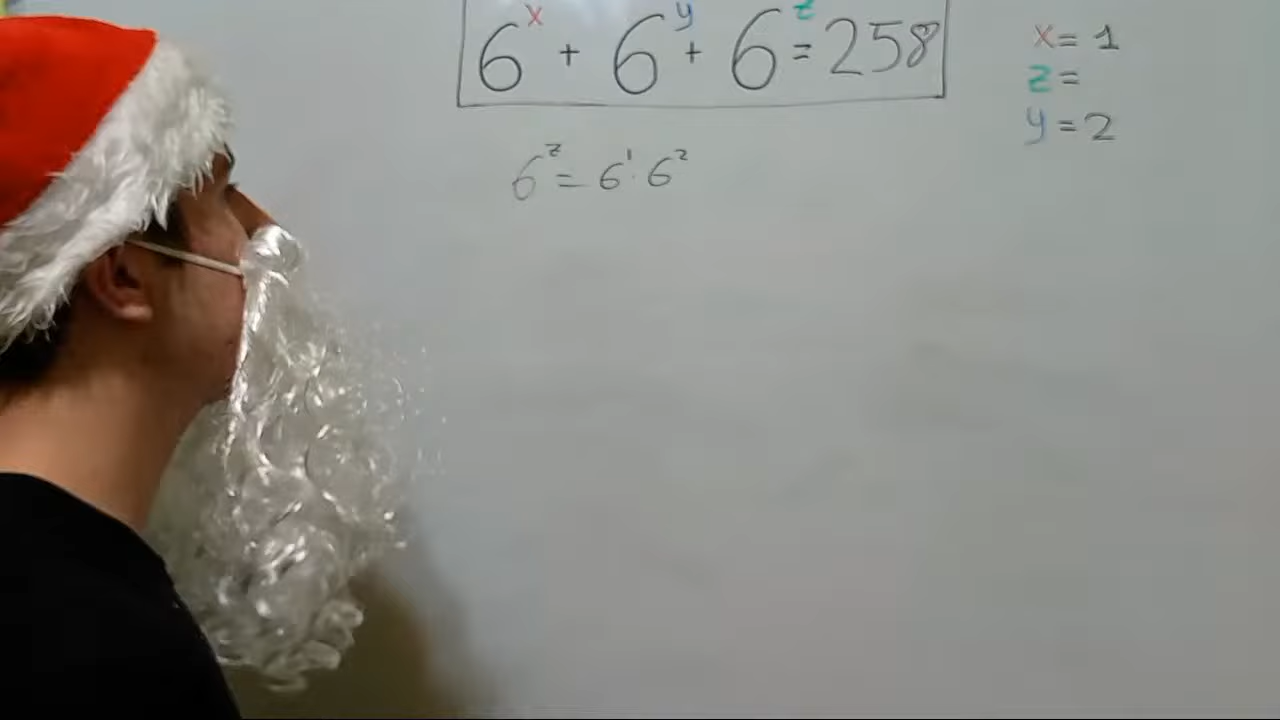 6^x + 6^y + 6^z = 258
x = 1
z =
y = 2
6^z = 6^1 · 6^2